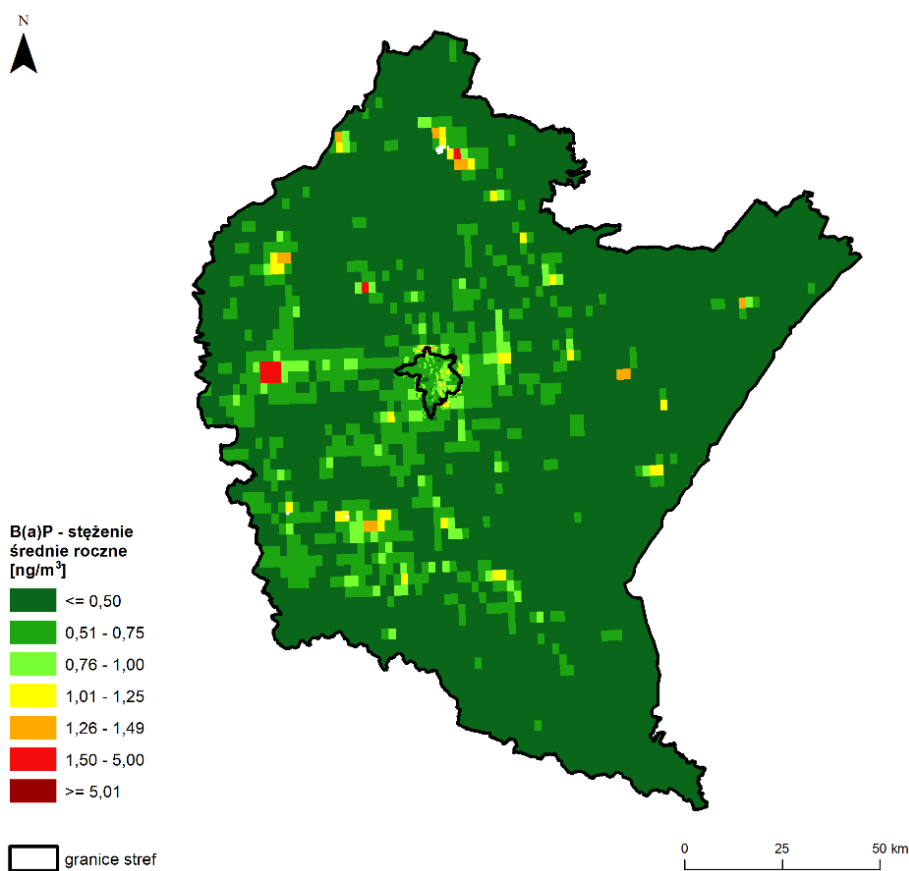 N
B(a)P - stężenie
średnie roczne
[ng/m³]
<= 0,50
0,51 - 0,75
0,76 - 1,00
1,01 - 1,25
1,26 - 1,49
1,50 - 5,00
>= 5,01
granice stref
0 25 50 km